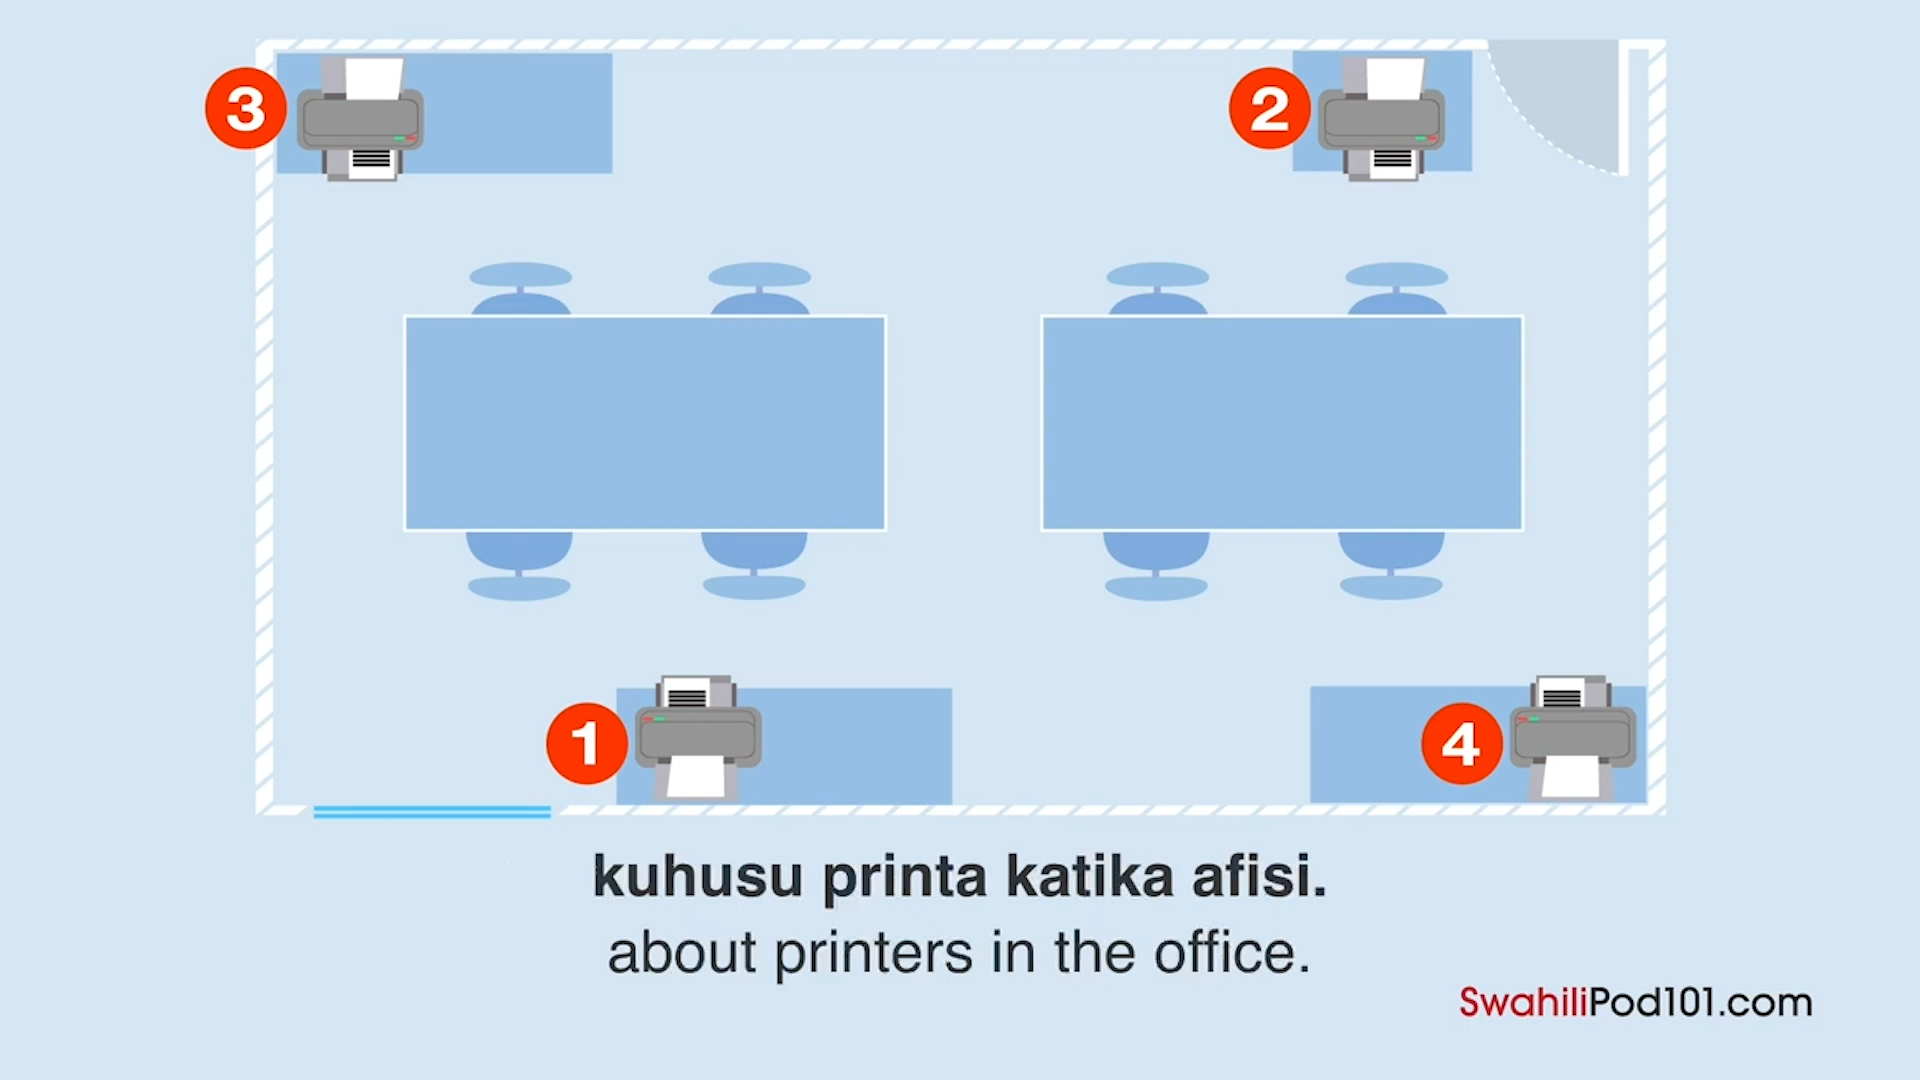 3
2
1
4
kuhusu printa katika afisi.
about printers in the office.
SwahiliPod101.com